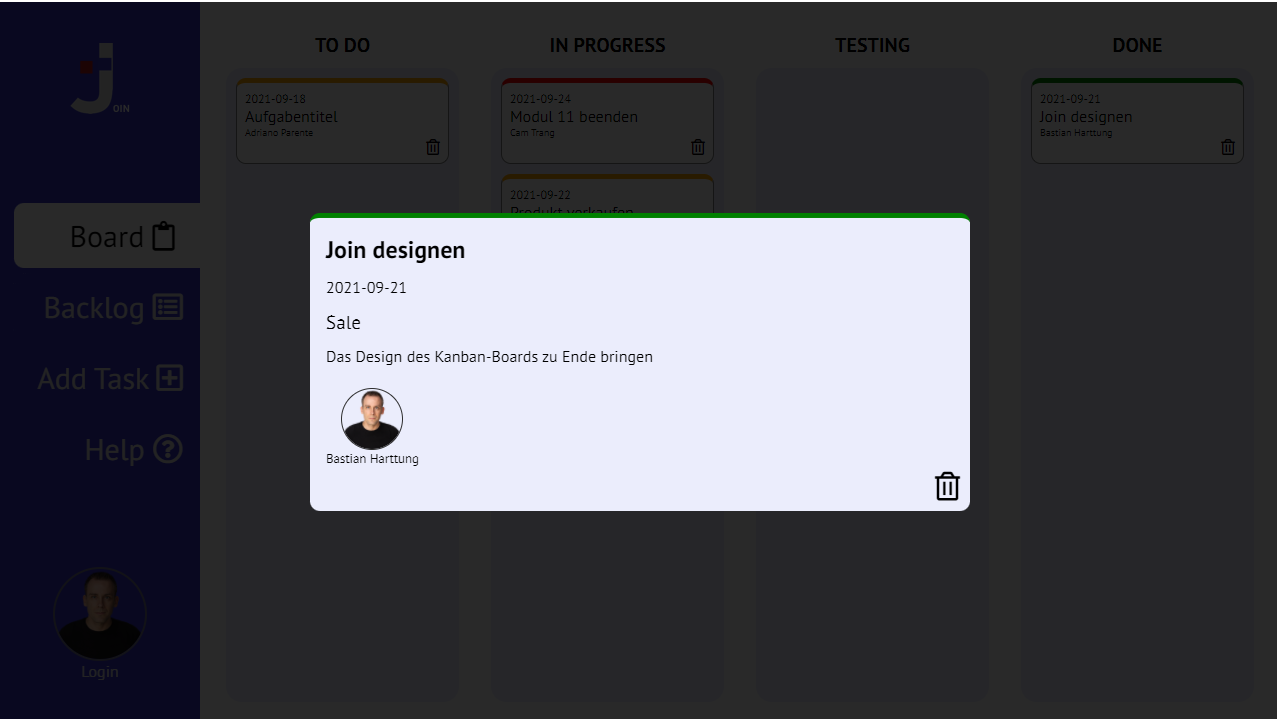 OIN
Board
Backlog
Add Task
Help
Login
TO DO
2021-09-18
Aufgabentitel
Adriano Parente
IN PROGRESS
2021-09-24
Modul 11 beenden
Cem Trang
2021-09-22
Produkt verkaufen
TESTING
DONE
2021-09-21
Join designen
Bastian Harttung
Join designen
2021-09-21
Sale
Das Design des Kanban-Boards zu Ende bringen
Bastian Harttung